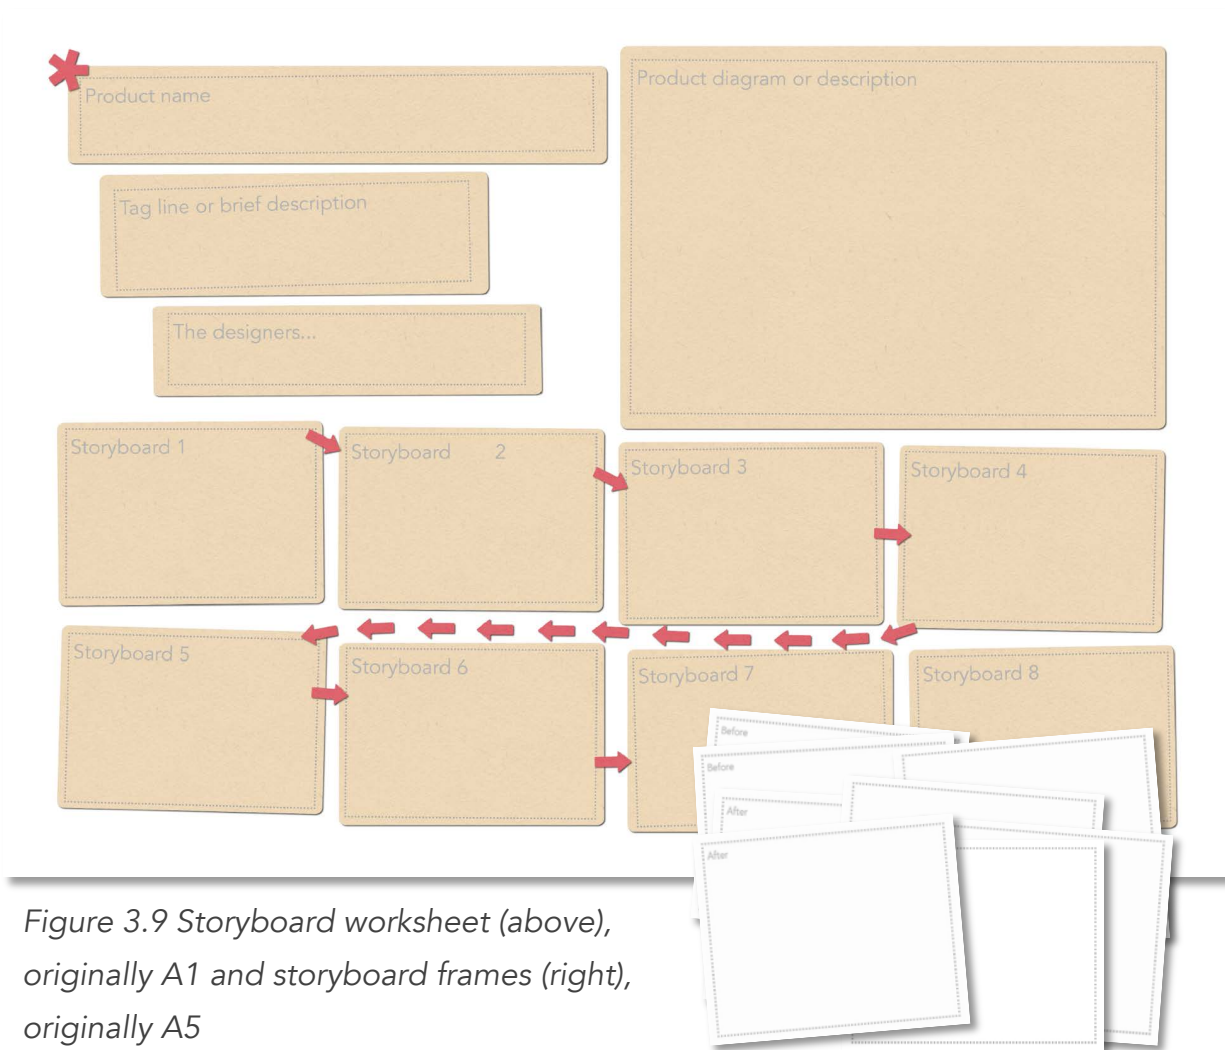 Product name
Product diagram or description
Tag line or brief description
The designers...
Storyboard 1
Storyboard 2
Storyboard 3
Storyboard 4
Storyboard 5
Storyboard 6
Storyboard 7
Storyboard 8
Before
Before
After
After
Figure 3.9 Storyboard worksheet (above),
originally A1 and storyboard frames (right),
originally A5